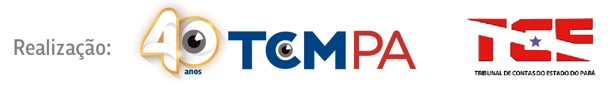 Realização:
40
anos
TCMPA
TCE
TRIBUNAL DE CONTAS DO ESTADO DO PARÁ